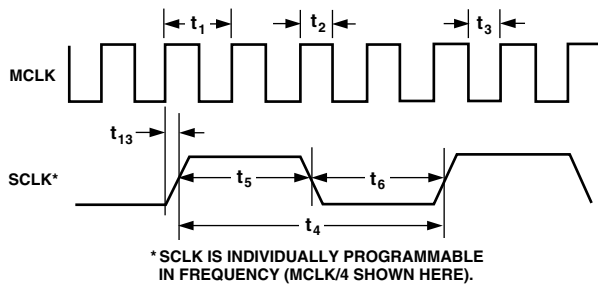 t1 t2 t3
MCLK
t13
SCLK*
t5 t6
t4
* SCLK IS INDIVIDUALLY PROGRAMMABLE
IN FREQUENCY (MCLK/4 SHOWN HERE).